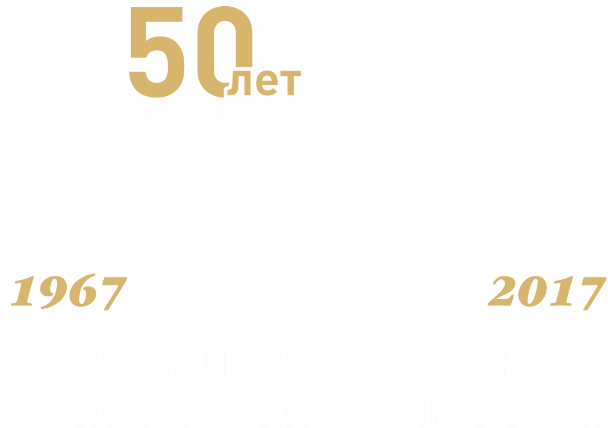 50 лет
УрГЭУ
1967 2017
УРАЛЬСКИЙ ГОСУДАРСТВЕННЫЙ
ЭКОНОМИЧЕСКИЙ УНИВЕРСИТЕТ